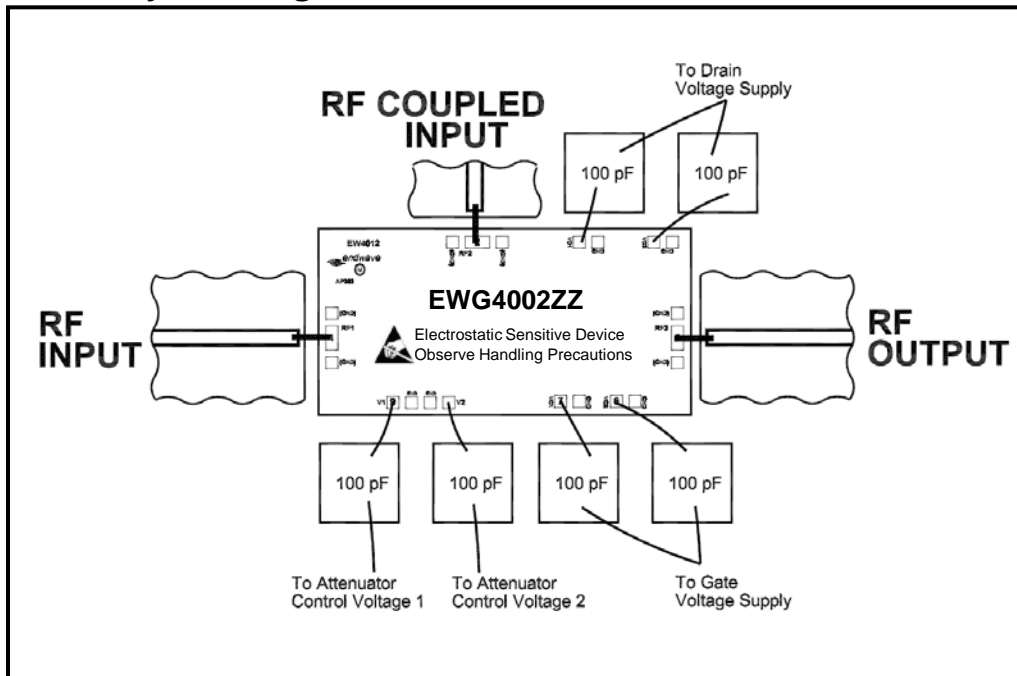 To Drain
Voltage Supply
RF COUPLED
INPUT
100 pF
100 pF
EW4012
RF2
endwave
EWG4002ZZ
RF
INPUT
RF1
Electrostatic Sensitive Device
Observe Handling Precautions
RF3
RF
OUTPUT
V1
V2
100 pF
100 pF
100 pF
100 pF
To Attenuator
Control Voltage 1
To Attenuator
Control Voltage 2
To Gate
Voltage Supply